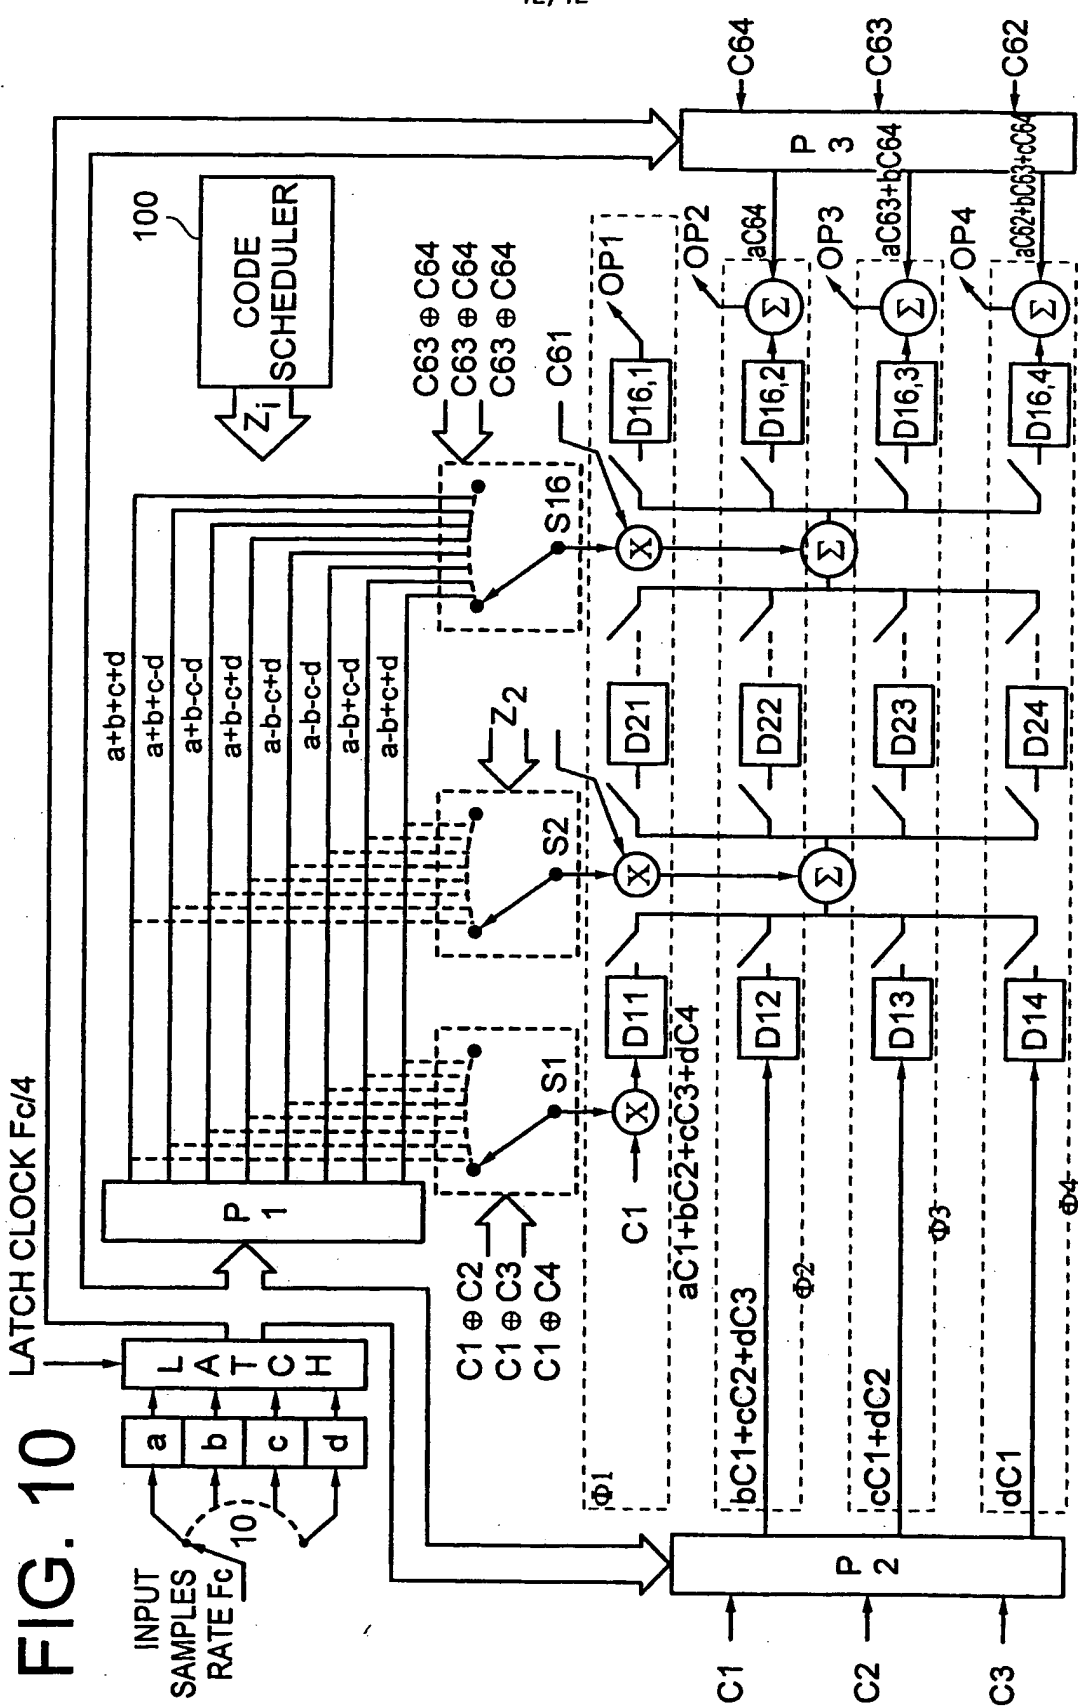 FIG. 10
LATCH CLOCK Fc/4
INPUT
SAMPLES
RATE Fc
10
a
b
c
d
L
A
T
C
H
P
1
a+b+c+d
a+b+c-d
a+b-c-d
a+b-c+d
a-b-c+d
a-b-c-d
a-b+c-d
a-b+c+d
100
CODE
SCHEDULER
Zi
C1 ⊕ C2
C1 ⊕ C3
C1 ⊕ C4
S1
Z2
S2
C63 ⊕ C64
C63 ⊕ C64
C63 ⊕ C64
S16
C61
Φ1
C1
X
D11
X
D21
X
D16,1
OP1
aC1+bC2+cC3+dC4
bC1+cC2+dC3
Φ2
D12
Σ
D22
Σ
D16,2
Σ
OP2
aC64
cC1+dC2
Φ3
D13
D23
D16,3
Σ
OP3
aC63+bC64
dC1
Φ4
D14
D24
D16,4
Σ
OP4
aC62+bC63+cC64
P
2
C1
C2
C3
P
3
C64
C63
C62